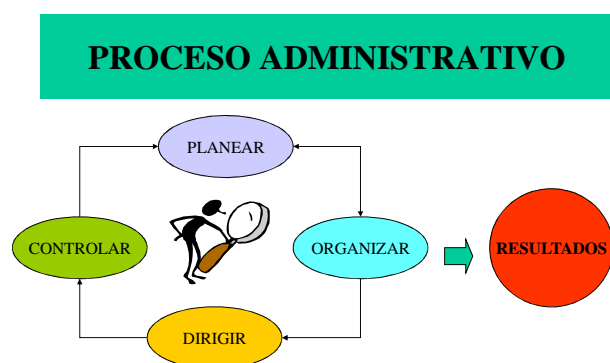 PROCESO ADMINISTRATIVO
PLANEAR
CONTROLAR
ORGANIZAR
RESULTADOS
DIRIGIR